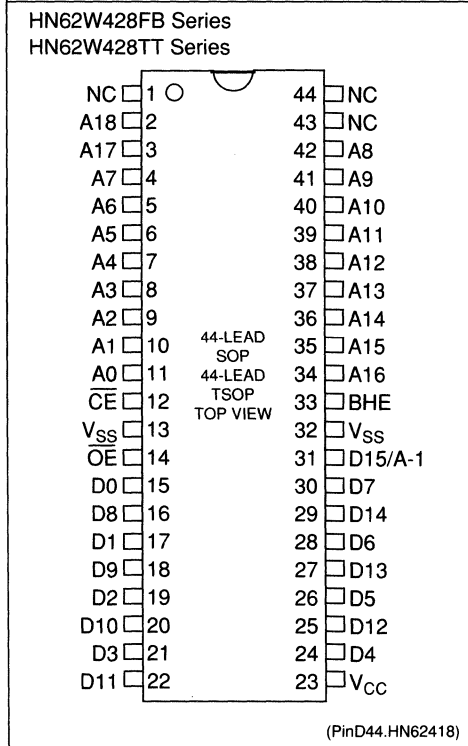 HN62W428FB Series
HN62W428TT Series
NC 1 44 NC
A18 2 43 NC
A17 3 42 A8
A7 4 41 A9
A6 5 40 A10
A5 6 39 A11
A4 7 38 A12
A3 8 37 A13
A2 9 36 A14
A1 10 35 A15
A0 11 34 A16
C̅E̅ 12 33 BHE
VSS 13 32 VSS
O̅E̅ 14 31 D15/A-1
D0 15 30 D7
D8 16 29 D14
D1 17 28 D6
D9 18 27 D13
D2 19 26 D5
D10 20 25 D12
D3 21 24 D4
D11 22 23 VCC
44-LEAD
SOP
44-LEAD
TSOP
TOP VIEW
(PinD44.HN62418)